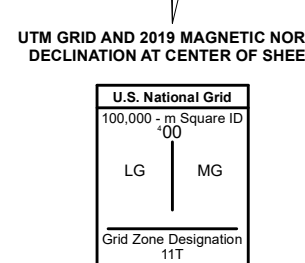 UTM GRID AND 2019 MAGNETIC NOR
DECLINATION AT CENTER OF SHEE
U.S. National Grid
100,000 - m Square ID
⁴00
LG MG
Grid Zone Designation
11T